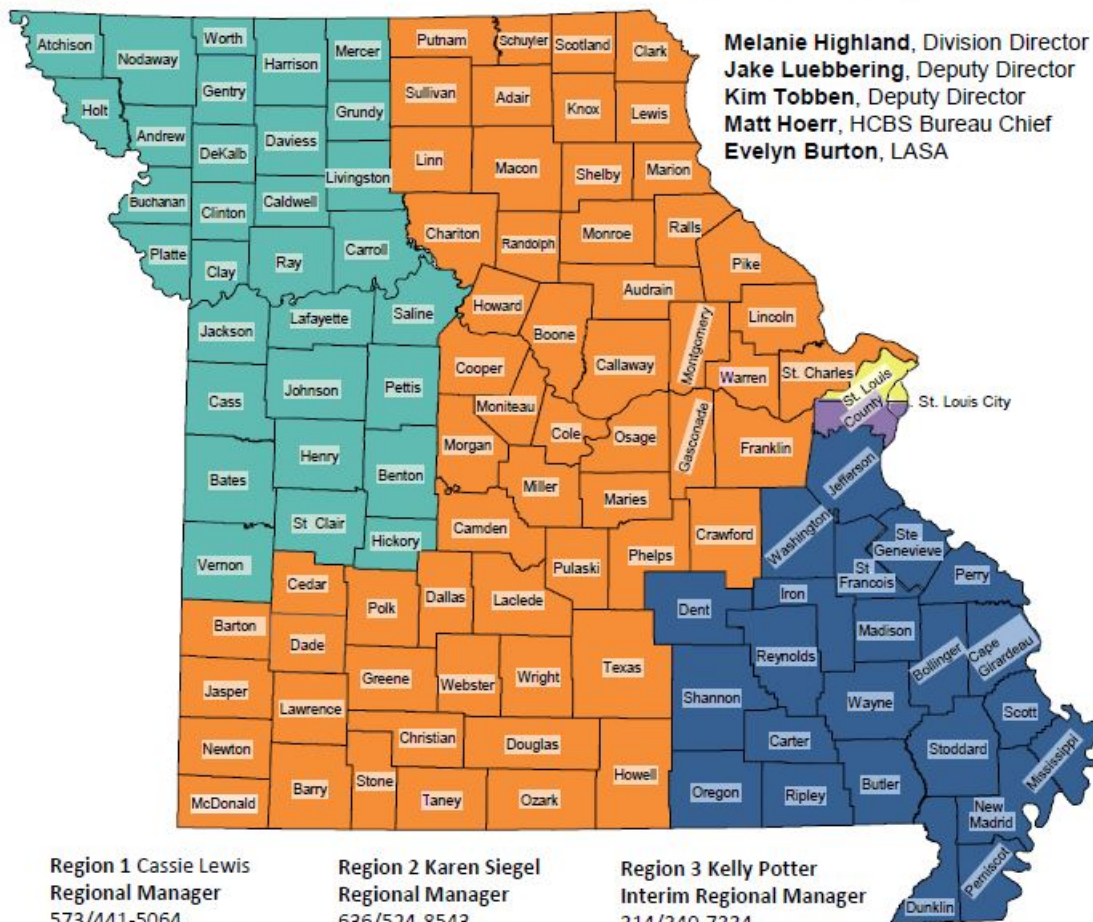 Melanie Highland, Division Director
Jake Luebbering, Deputy Director
Kim Tobben, Deputy Director
Matt Hoerr, HCBS Bureau Chief
Evelyn Burton, LASA
Atchison
Nodaway
Worth
Harrison
Mercer
Putnam
Schuyler
Scotland
Clark
Holt
Gentry
Grundy
Sullivan
Adair
Knox
Lewis
Andrew
DeKalb
Daviess
Livingston
Linn
Macon
Shelby
Marion
Buchanan
Clinton
Caldwell
Chariton
Randolph
Monroe
Ralls
Platte
Clay
Ray
Carroll
Pike
Audrain
Jackson
Lafayette
Saline
Howard
Boone
Callaway
Montgomery
Lincoln
Warren
St. Charles
St. Louis
County
St. Louis City
Cass
Johnson
Pettis
Cooper
Moniteau
Cole
Osage
Gasconade
Franklin
Jefferson
Bates
Henry
Benton
Morgan
Miller
Maries
St Clair
Hickory
Camden
Pulaski
Phelps
Crawford
Washington
Ste
Genevieve
St
Francois
Perry
Vernon
Cedar
Polk
Dallas
Laclede
Dent
Iron
Madison
Bollinger
Cape
Girardeau
Barton
Dade
Greene
Webster
Wright
Texas
Reynolds
Shannon
Wayne
Scott
Jasper
Lawrence
Christian
Douglas
Carter
Stoddard
Mississippi
Newton
Barry
Stone
Taney
Ozark
Howell
Oregon
Ripley
Butler
New
Madrid
McDonald
Pemiscot
Dunklin
Region 1 Cassie Lewis
Regional Manager
573/441-5064
Region 2 Karen Siegel
Regional Manager
636/524-8543
Region 3 Kelly Potter
Interim Regional Manager